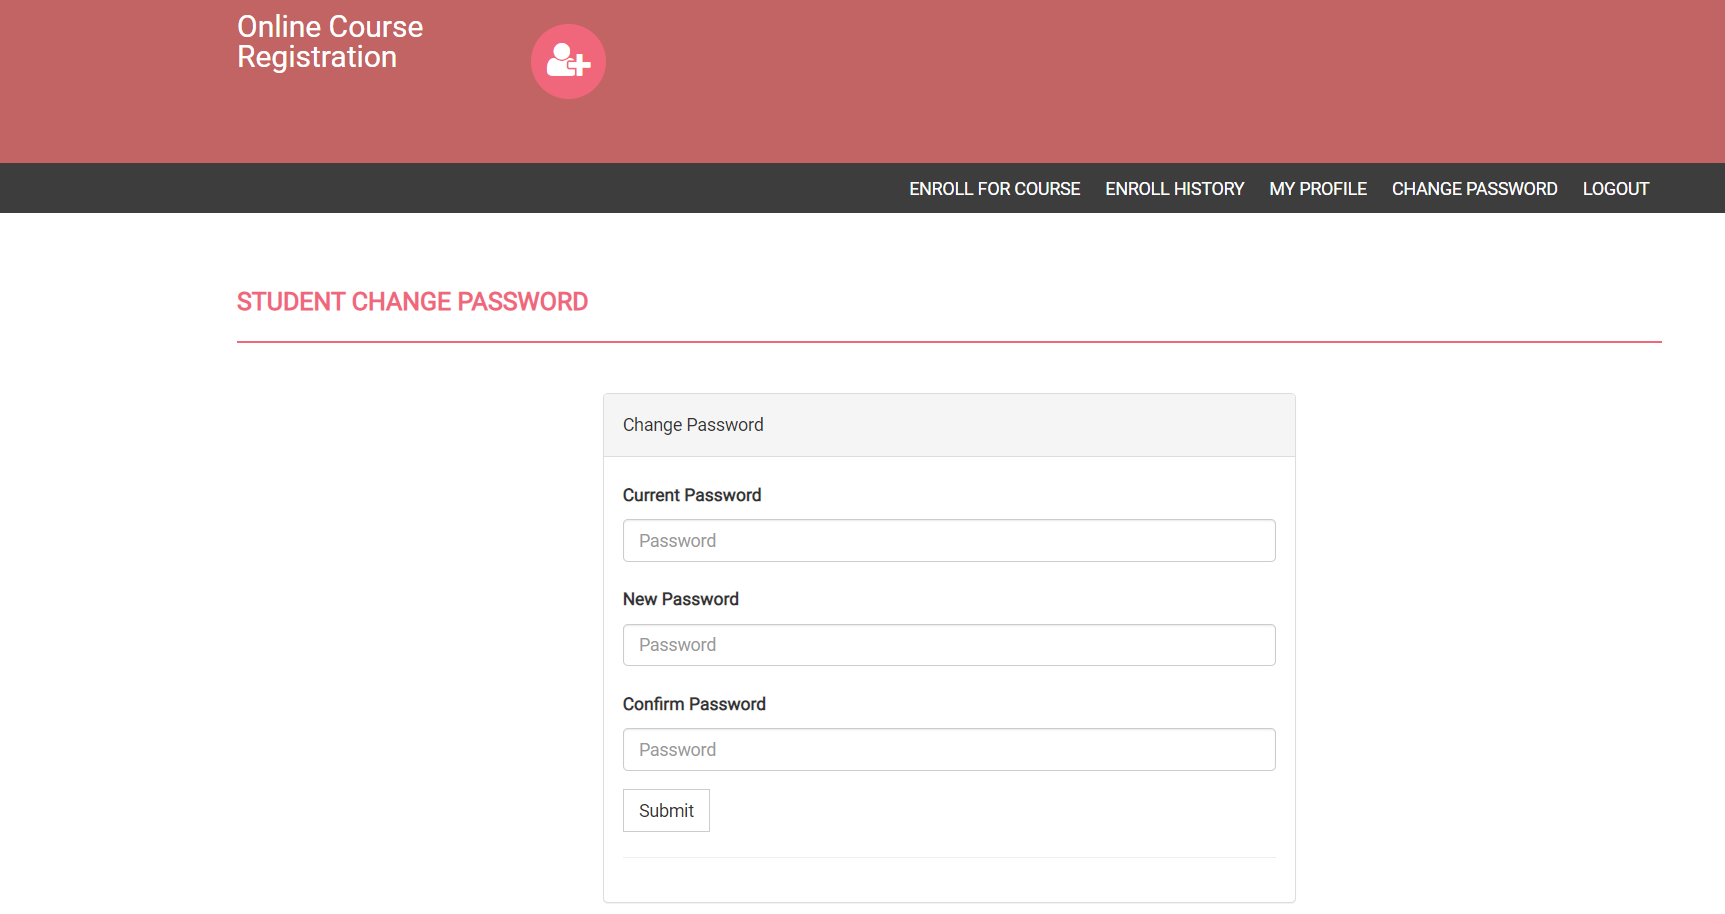 Online Course
Registration
ENROLL FOR COURSE ENROLL HISTORY MY PROFILE CHANGE PASSWORD LOGOUT
STUDENT CHANGE PASSWORD
Change Password
Current Password
Password
New Password
Password
Confirm Password
Password
Submit